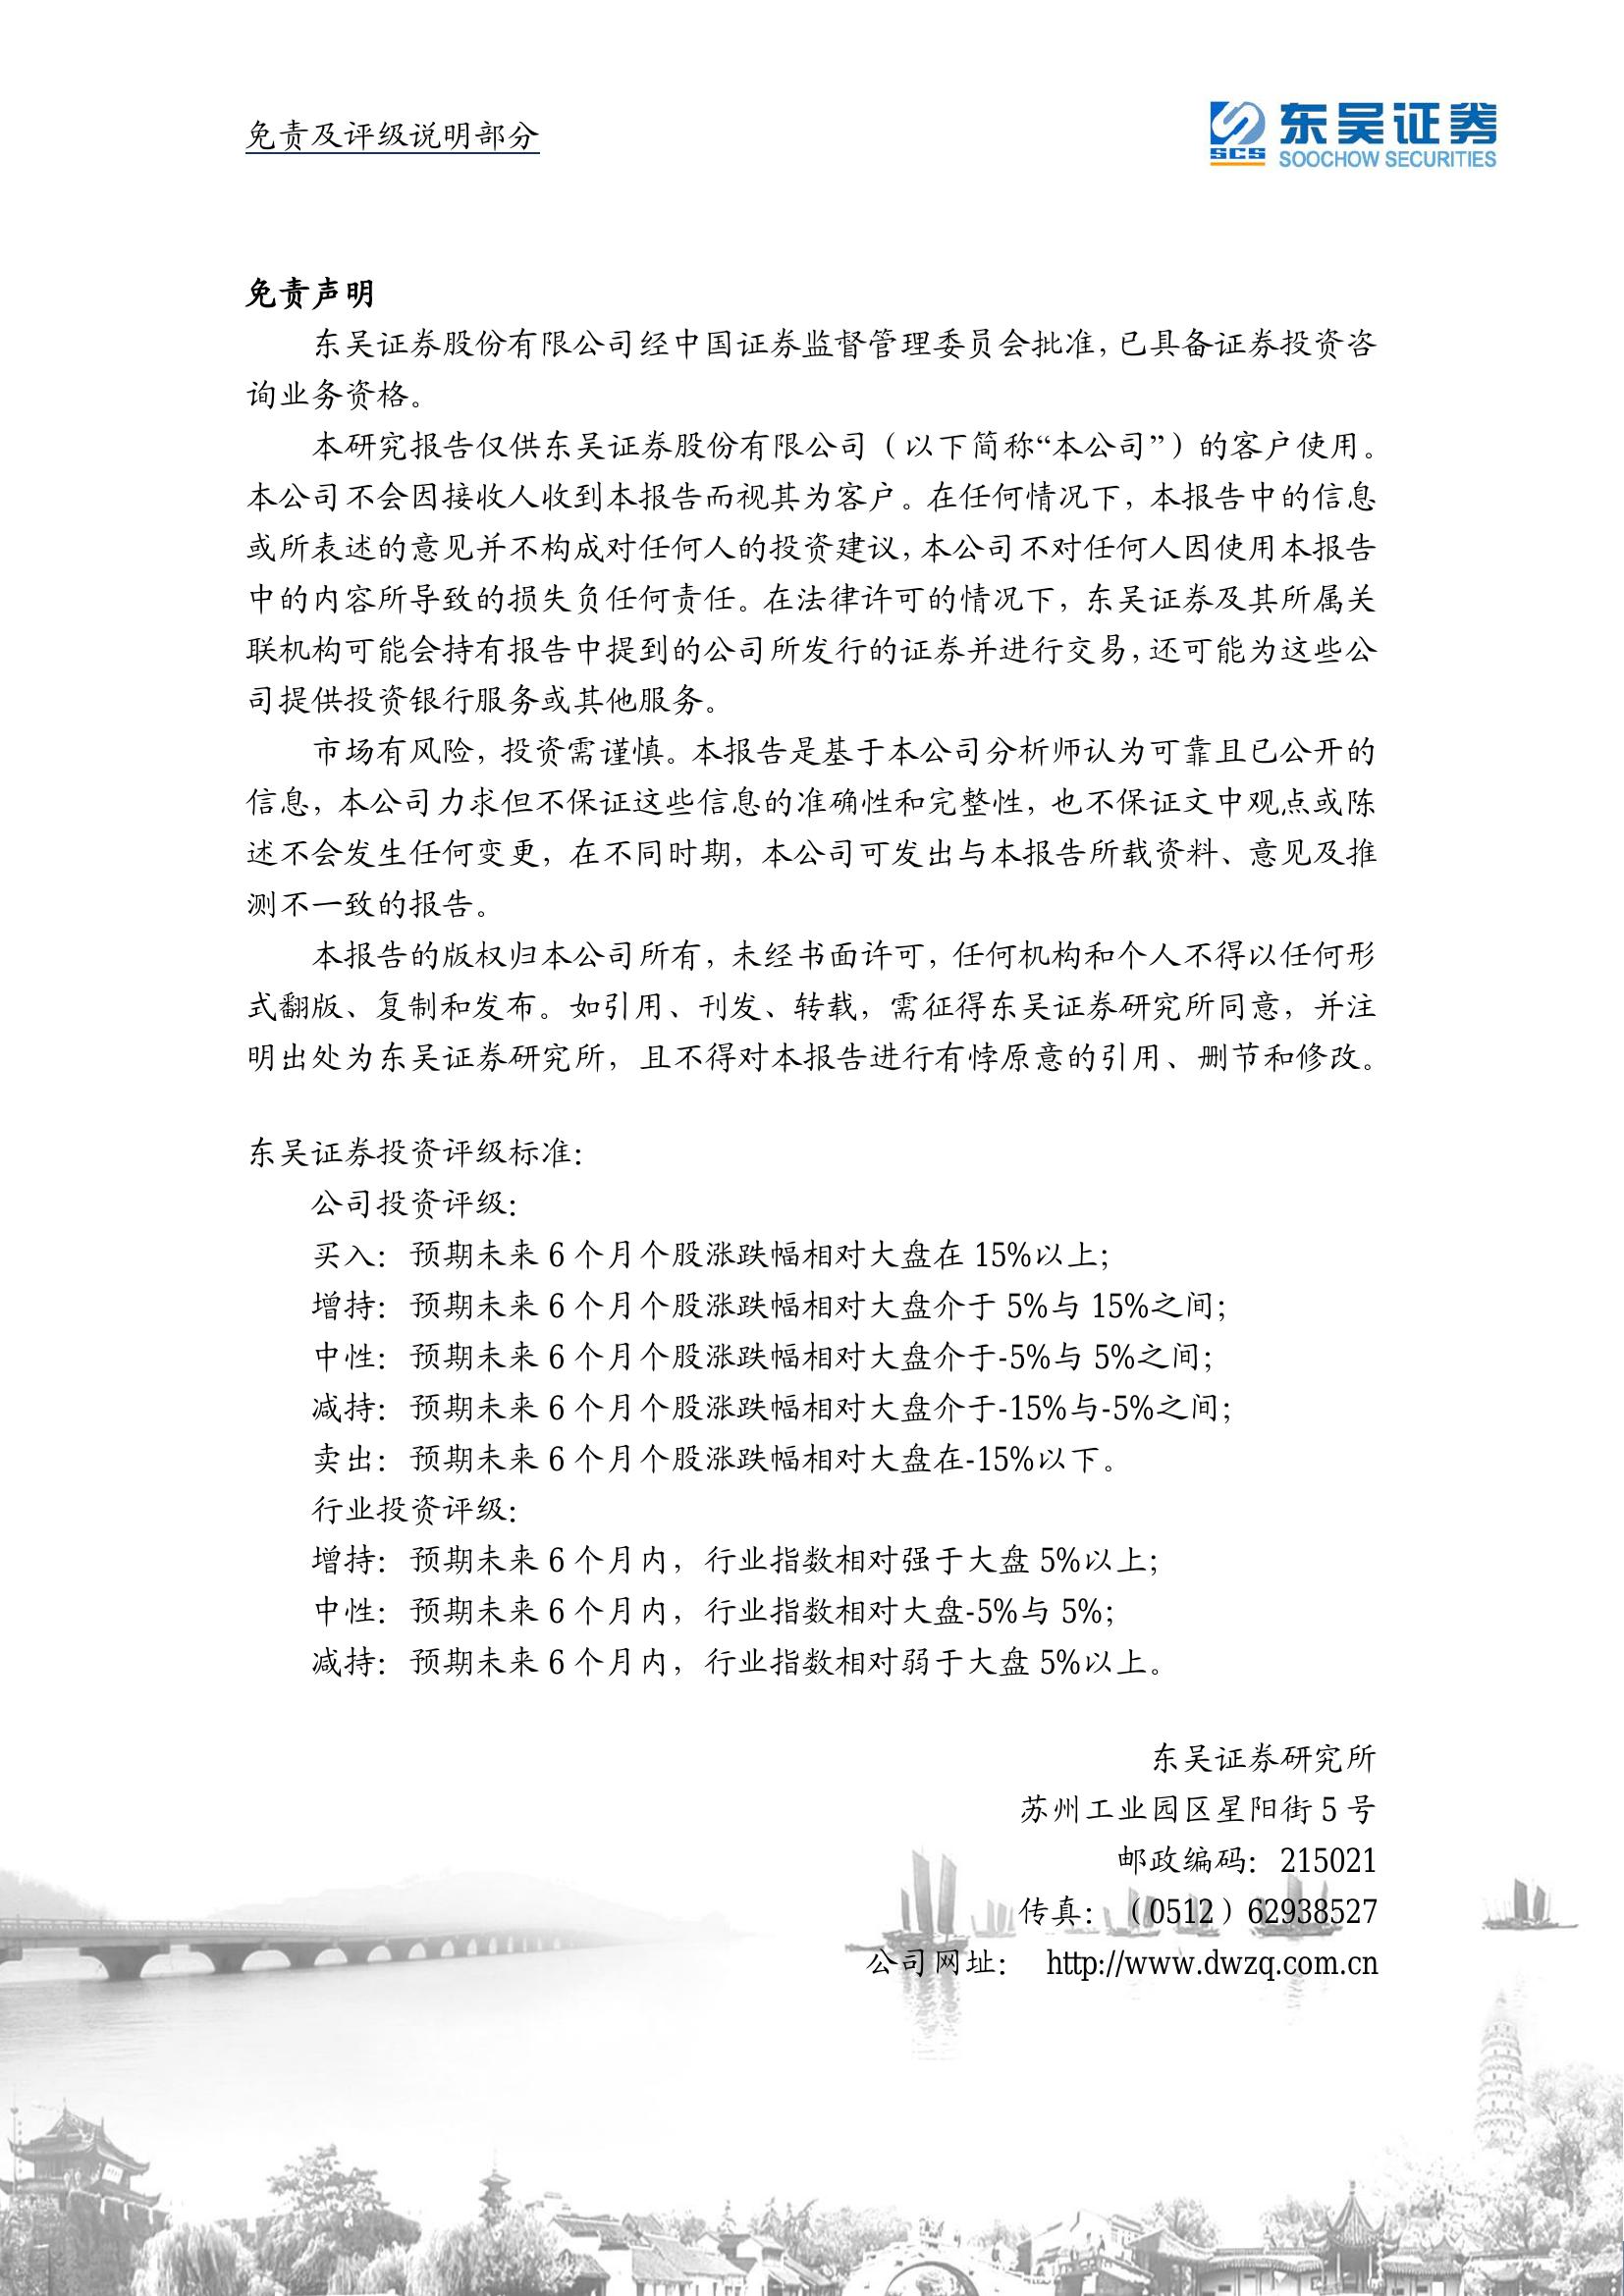 免责及评级说明部分
SCS 东吴证券
SOOCHOW SECURITIES
免责声明
东吴证券股份有限公司经中国证券监督管理委员会批准，已具备证券投资咨
询业务资格。
本研究报告仅供东吴证券股份有限公司（以下简称“本公司”）的客户使用。
本公司不会因接收人收到本报告而视其为客户。在任何情况下，本报告中的信息
或所表述的意见并不构成对任何人的投资建议，本公司不对任何人因使用本报告
中的内容所导致的损失负任何责任。在法律许可的情况下，东吴证券及其所属关
联机构可能会持有报告中提到的公司所发行的证券并进行交易，还可能为这些公
司提供投资银行服务或其他服务。
市场有风险，投资需谨慎。本报告是基于本公司分析师认为可靠且已公开的
信息，本公司力求但不保证这些信息的准确性和完整性，也不保证文中观点或陈
述不会发生任何变更，在不同时期，本公司可发出与本报告所载资料、意见及推
测不一致的报告。
本报告的版权归本公司所有，未经书面许可，任何机构和个人不得以任何形
式翻版、复制和发布。如引用、刊发、转载，需征得东吴证券研究所同意，并注
明出处为东吴证券研究所，且不得对本报告进行有悖原意的引用、删节和修改。
东吴证券投资评级标准：
公司投资评级：
买入：预期未来 6 个月个股涨跌幅相对大盘在 15%以上；
增持：预期未来 6 个月个股涨跌幅相对大盘介于 5%与 15%之间；
中性：预期未来 6 个月个股涨跌幅相对大盘介于-5%与 5%之间；
减持：预期未来 6 个月个股涨跌幅相对大盘介于-15%与-5%之间；
卖出：预期未来 6 个月个股涨跌幅相对大盘在-15%以下。
行业投资评级：
增持：预期未来 6 个月内，行业指数相对强于大盘 5%以上；
中性：预期未来 6 个月内，行业指数相对大盘-5%与 5%；
减持：预期未来 6 个月内，行业指数相对弱于大盘 5%以上。
东吴证券研究所
苏州工业园区星阳街 5 号
邮政编码：215021
传真：（0512）62938527
公司网址： http://www.dwzq.com.cn